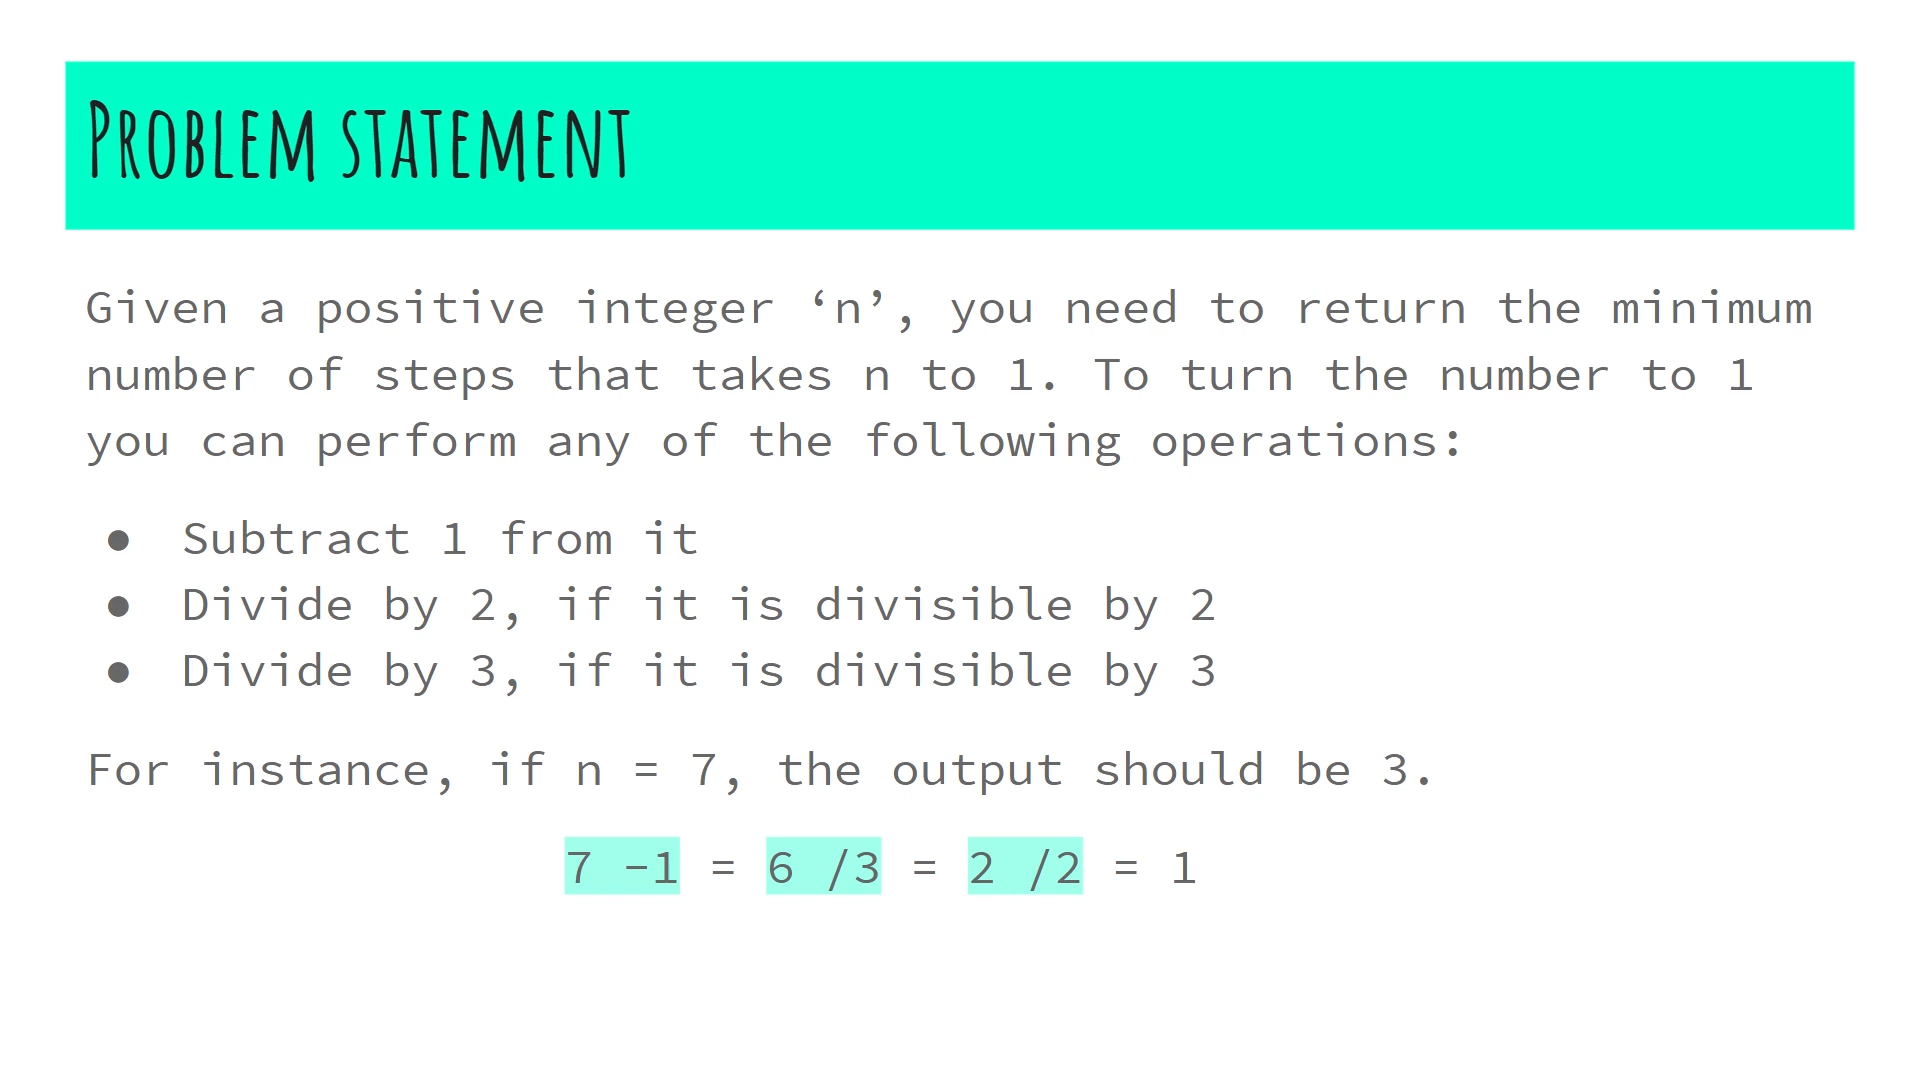 Problem statement
Given a positive integer ‘n’, you need to return the minimum
number of steps that takes n to 1. To turn the number to 1
you can perform any of the following operations:
● Subtract 1 from it
● Divide by 2, if it is divisible by 2
● Divide by 3, if it is divisible by 3
For instance, if n = 7, the output should be 3.
7 -1 = 6 /3 = 2 /2 = 1